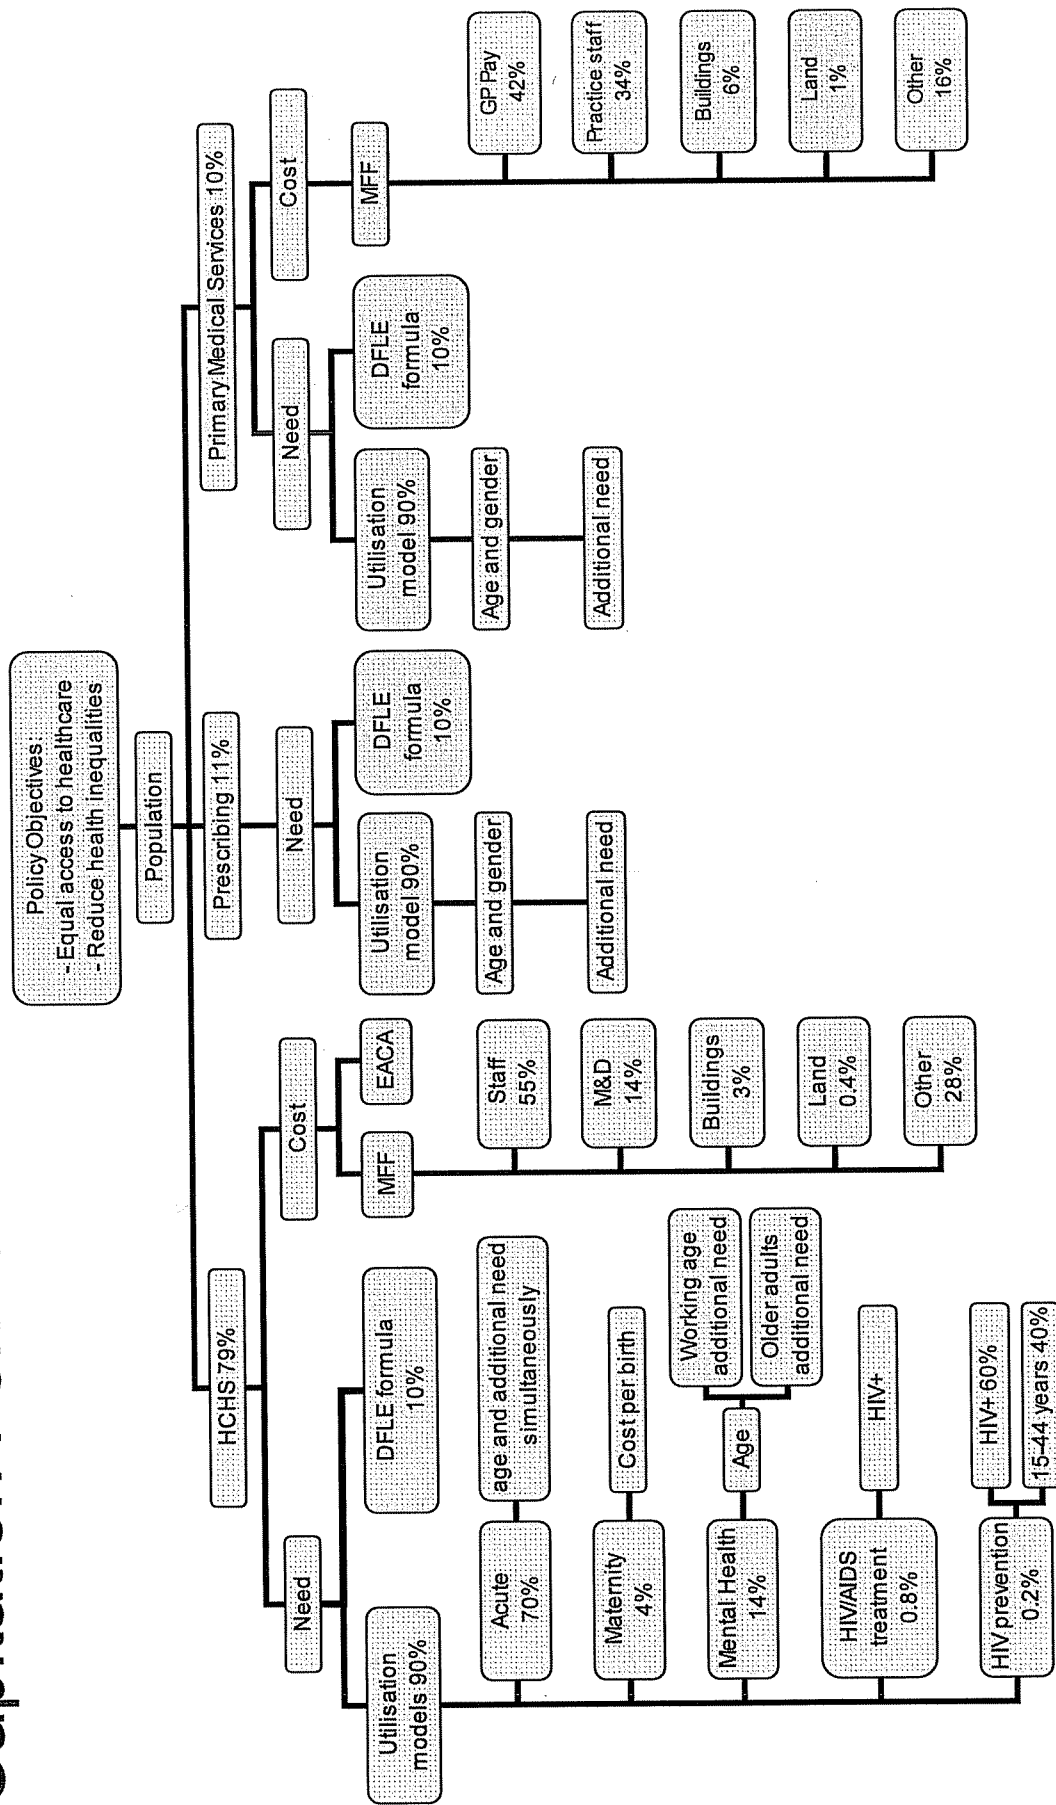 Policy Objectives:
- Equal access to healthcare
- Reduce health inequalities
Population
HCHS 79%
Prescribing 11%
Primary Medical Services 10%
Need
Cost
Need
Need
Cost
Utilisation
models 90%
DFLE formula
10%
MFF
EACA
Utilisation
model 90%
DFLE
formula
10%
Utilisation
model 90%
DFLE
formula
10%
MFF
Acute
70%
age and additional need
simultaneously
Maternity
4%
Cost per birth
Mental Health
14%
Age
Working age
additional need
Older adults
additional need
HIV/AIDS
treatment
0.8%
HIV+
HIV prevention
0.2%
HIV+ 60%
15-44 years 40%
Staff
55%
M&D
14%
Buildings
3%
Land
0.4%
Other
28%
Age and gender
Additional need
Age and gender
Additional need
GP Pay
42%
Practice staff
34%
Buildings
6%
Land
1%
Other
16%